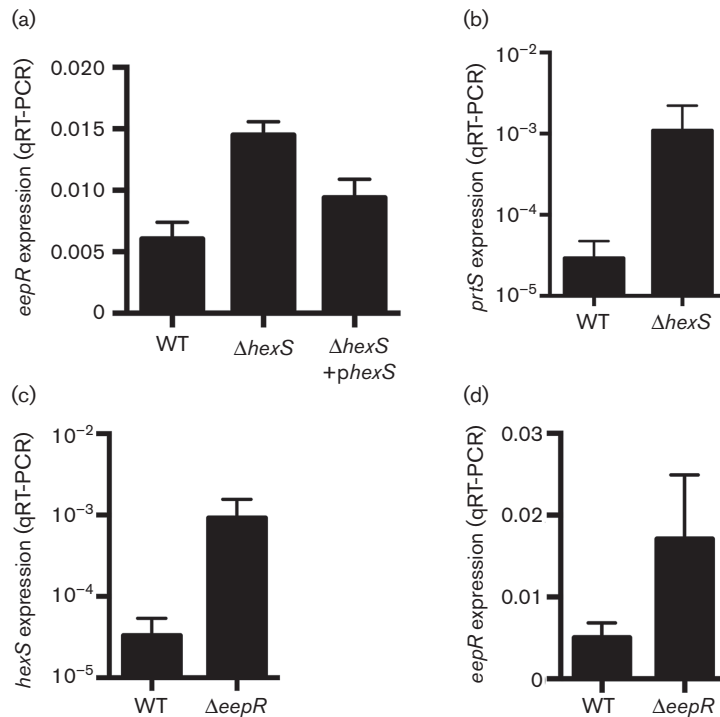 (a)
eepR expression (qRT-PCR)
0.020
0.015
0.010
0.005
0
WT
ΔhexS
ΔhexS
+phexS
(b)
prtS expression (qRT-PCR)
10⁻²
10⁻³
10⁻⁴
10⁻⁵
WT
ΔhexS
(c)
hexS expression (qRT-PCR)
10⁻²
10⁻³
10⁻⁴
10⁻⁵
WT
ΔeepR
(d)
eepR expression (qRT-PCR)
0.03
0.02
0.01
0
WT
ΔeepR